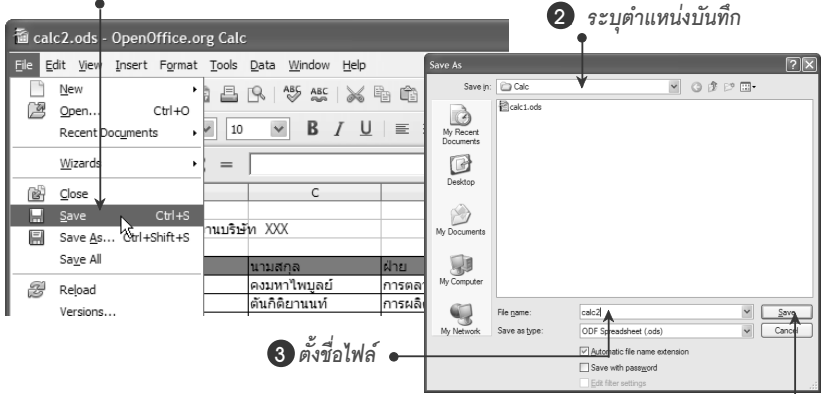 2 ระบุตำแหน่งบันทึก
calc2.ods - OpenOffice.org Calc
File Edit View Insert Format Tools Data Window Help
New
Open... Ctrl+O
Recent Documents
Wizards
Close
Save Ctrl+S
Save As... Ctrl+Shift+S
Save All
Reload
Versions...
ABC ABC
10 B I U
=
C
านบริษัท XXX
นามสกุล ฝ่าย
คงมหาไพบูลย์ การตลา
ตันกิติยานนท์ การผลิ
Save As
Save in: Calc
calc1.ods
My Recent Documents
Desktop
My Documents
My Computer
My Network
File name: calc2 Save
Save as type: ODF Spreadsheet (.ods) Cancel
Automatic file name extension
Save with password
Edit filter settings
3 ตั้งชื่อไฟล์